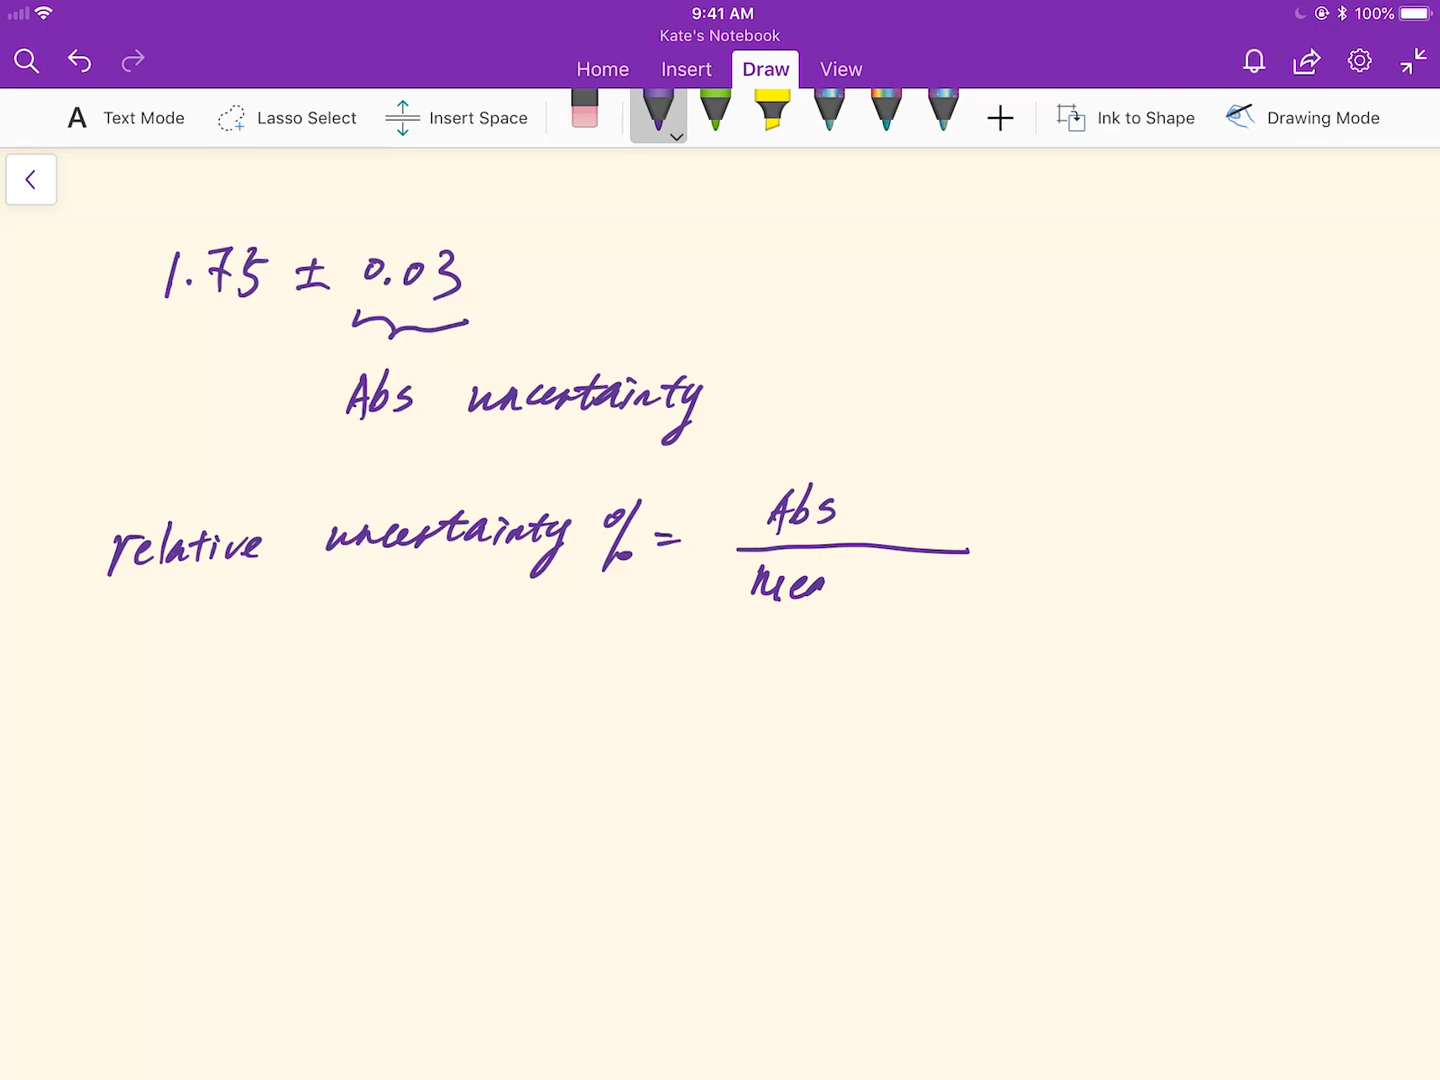 9:41 AM
100%
Kate's Notebook
Home Insert Draw View
A Text Mode Lasso Select Insert Space Ink to Shape Drawing Mode
1.75 ± 0.03
Abs uncertainty
relative uncertainty % = Abs
Mea